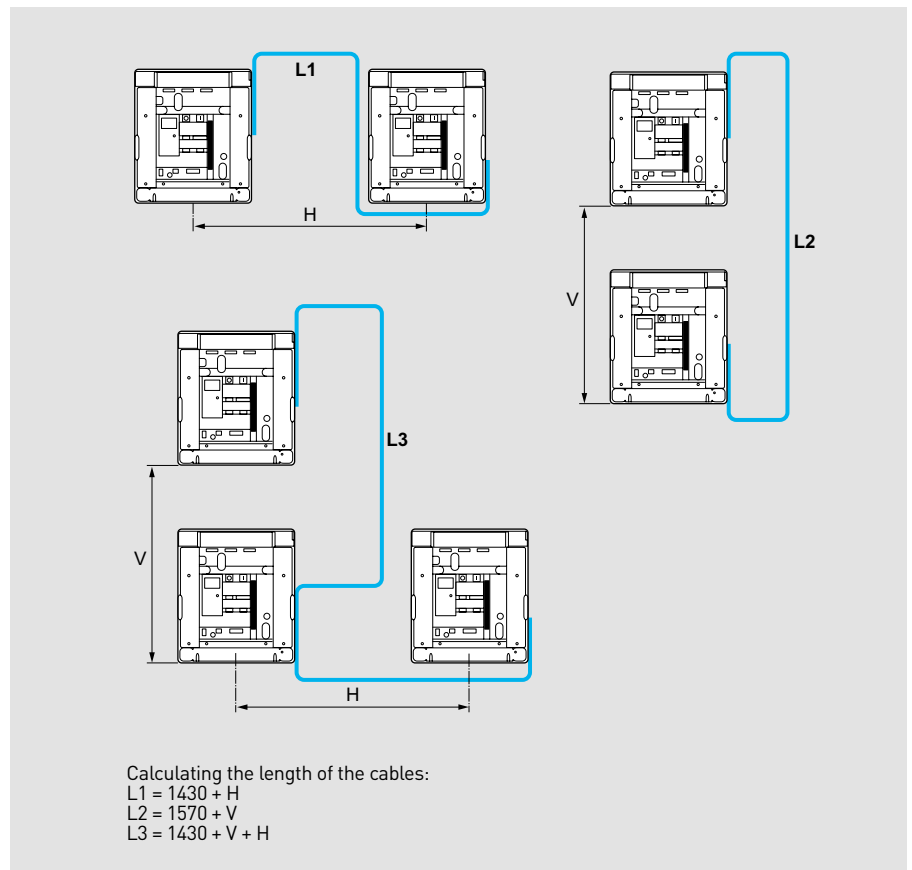 L1
H
L2
V
L3
V
H
Calculating the length of the cables:
L1 = 1430 + H
L2 = 1570 + V
L3 = 1430 + V + H